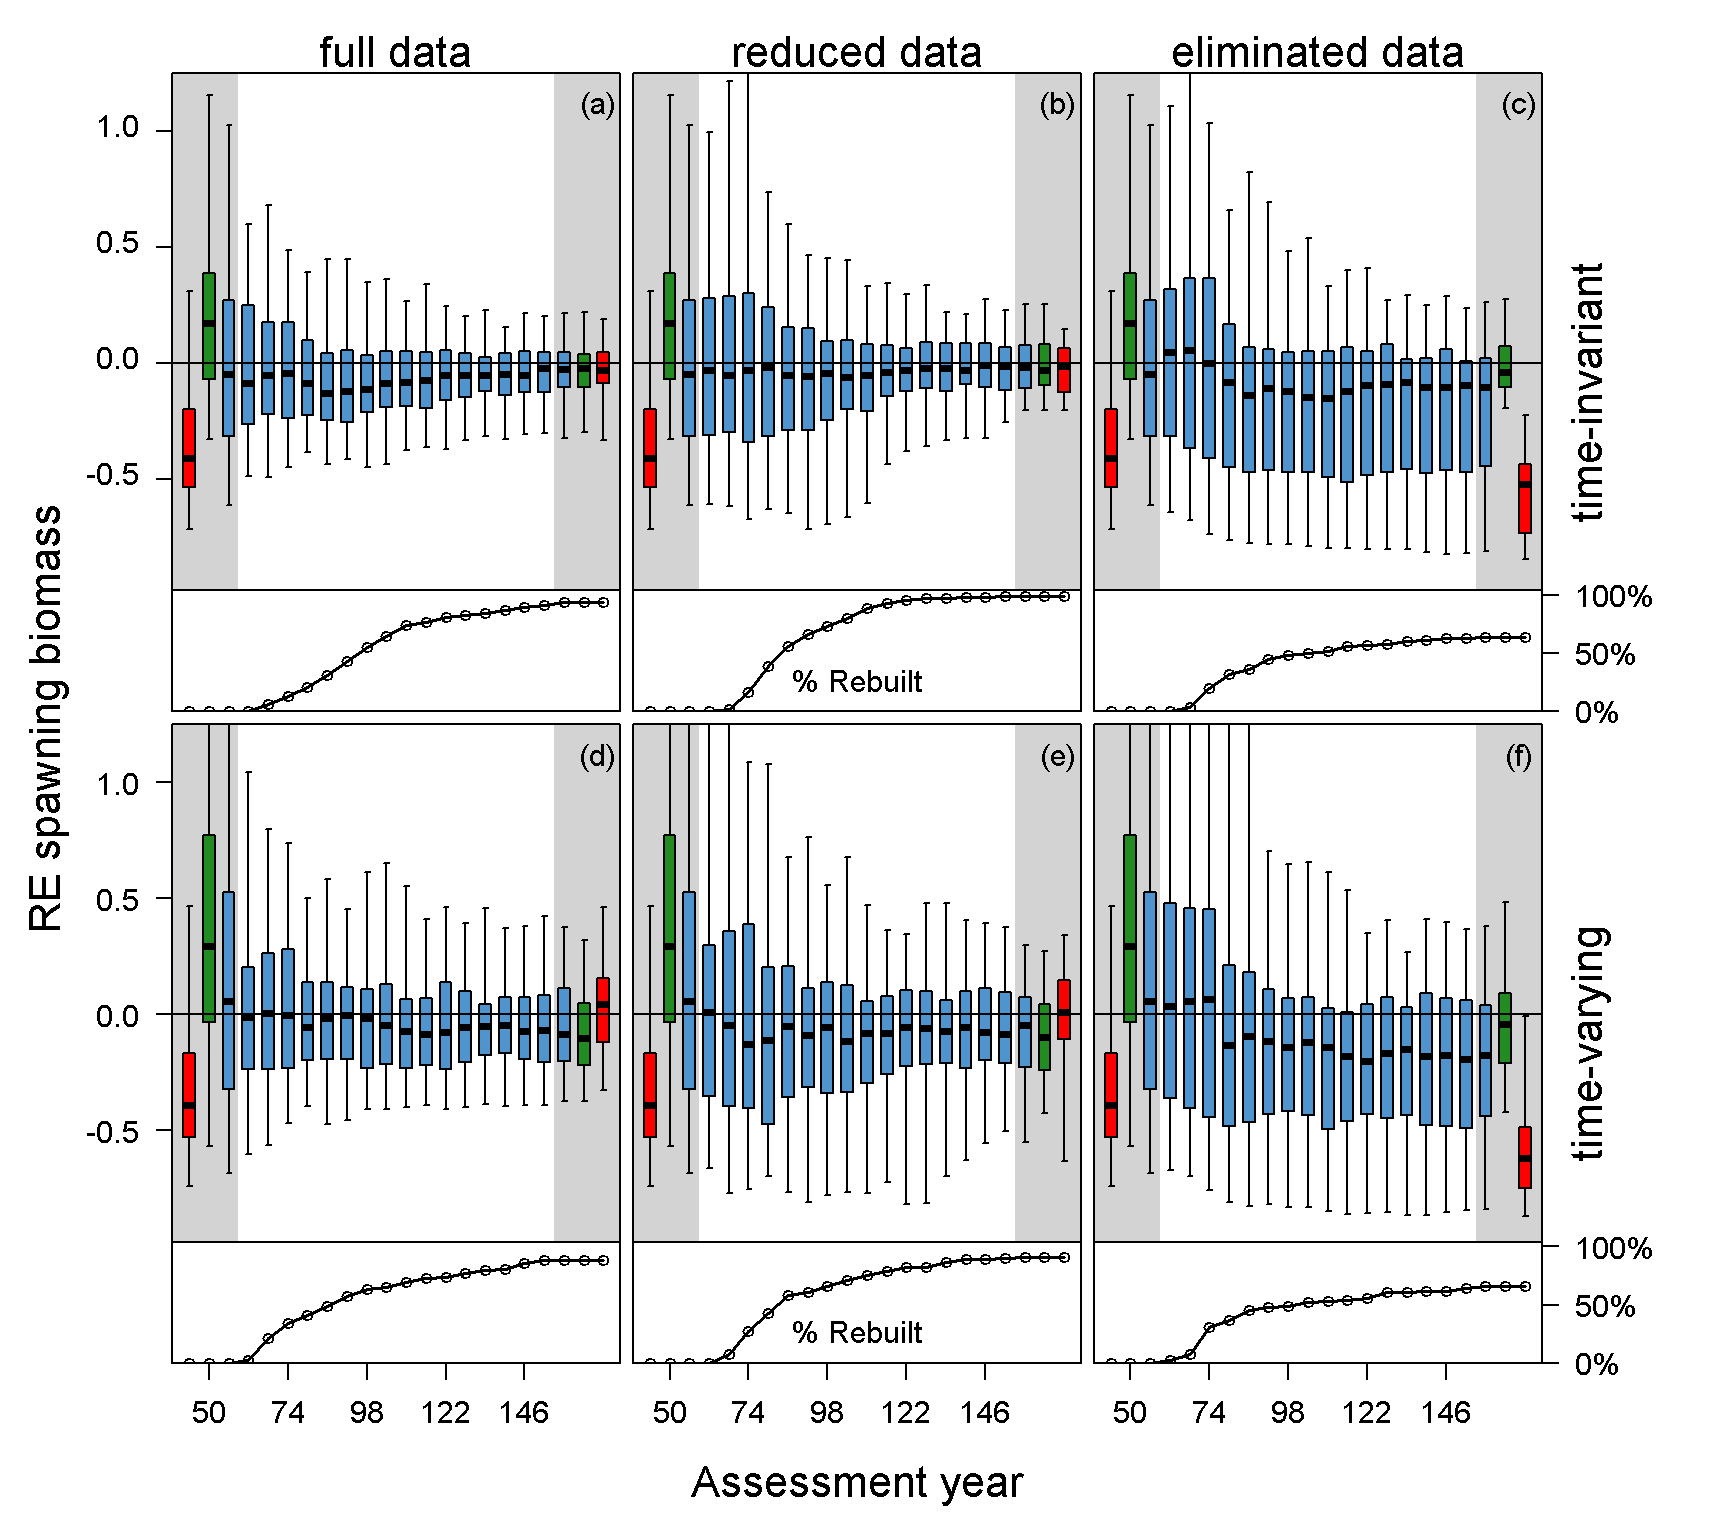 full data reduced data eliminated data
(a) (b) (c)
1.0
0.5
0.0
-0.5
time-invariant
100%
50%
0%
% Rebuilt
RE spawning biomass
(d) (e) (f)
1.0
0.5
0.0
-0.5
time-varying
100%
50%
0%
% Rebuilt
50 74 98 122 146 50 74 98 122 146 50 74 98 122 146
Assessment year